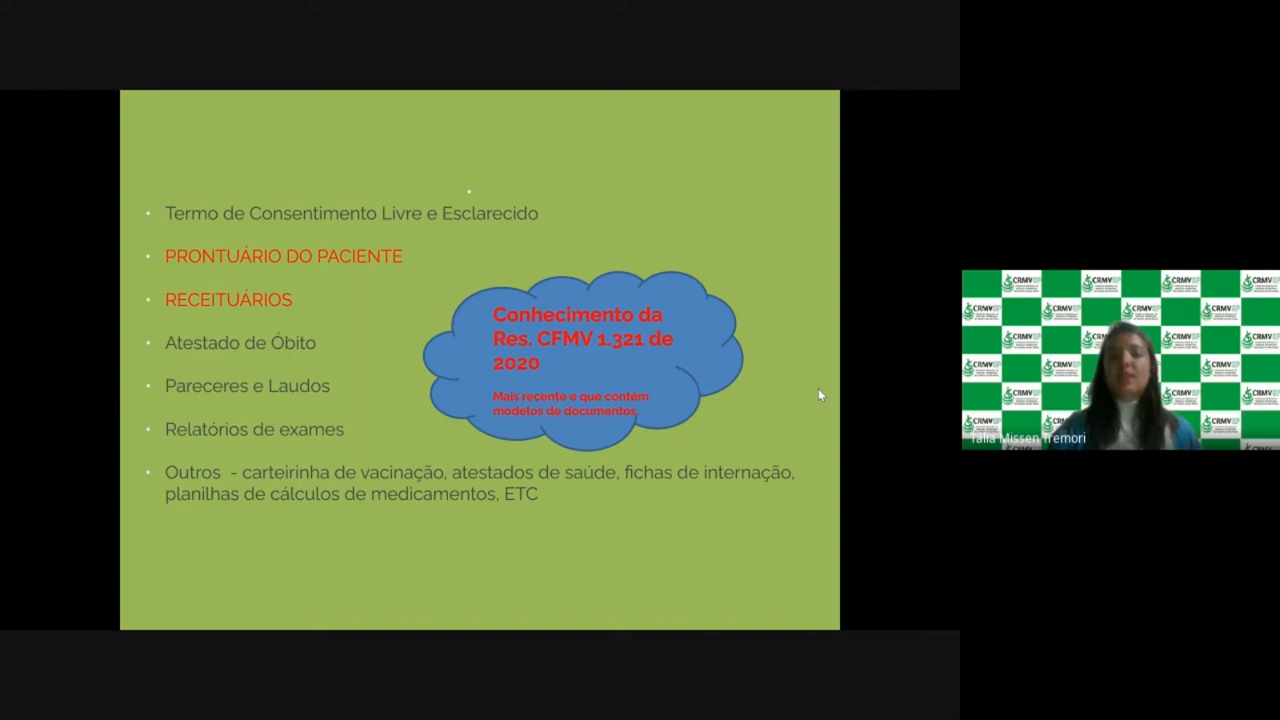 Termo de Consentimento Livre e Esclarecido
PRONTUÁRIO DO PACIENTE
RECEITUÁRIOS
Atestado de Óbito
Pareceres e Laudos
Relatórios de exames
Outros - carteirinha de vacinação, atestados de saúde, fichas de internação,
planilhas de cálculos de medicamentos, ETC
Conhecimento da
Res. CFMV 1.321 de
2020
Mais recente e que contém
modelos de documentos.
CRMVSP
Talia Missen Tremori